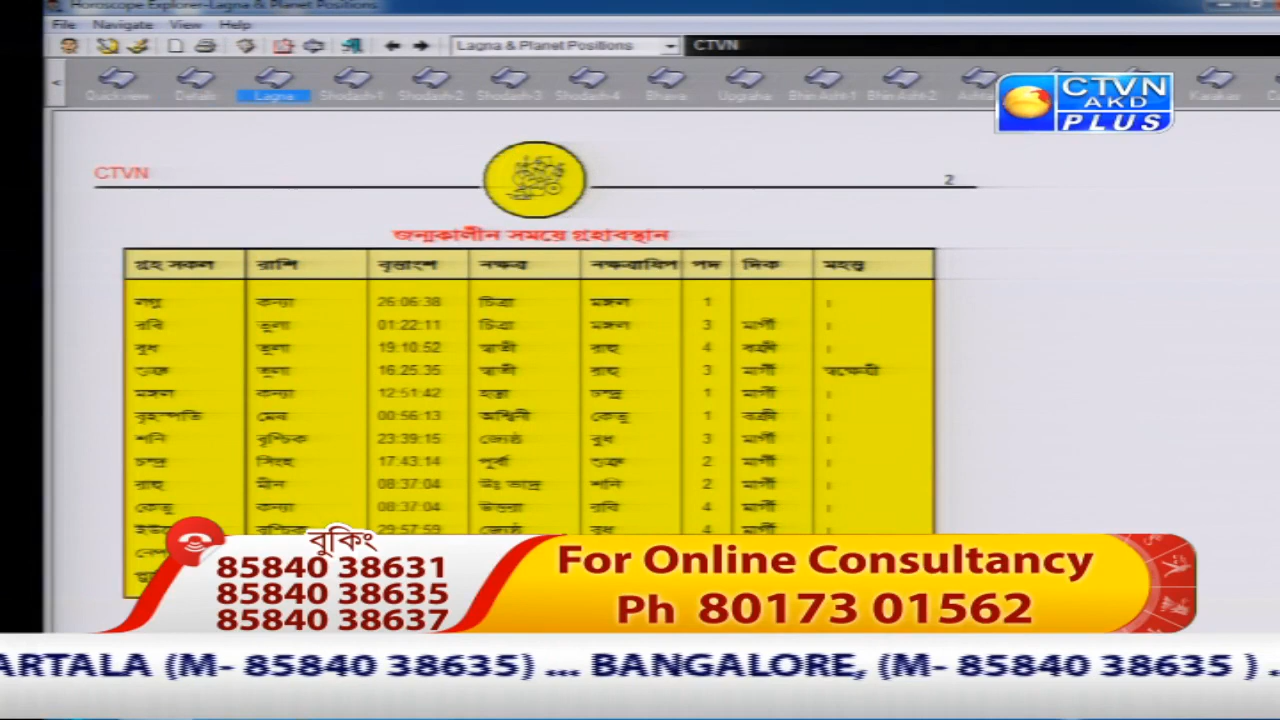 Horoscope Explorer-Lagna & Planet Positions
File Navigate View Help
Lagna & Planet Positions CTVN
Quickview Details Lagna Shodash-1 Shodash-2 Shodash-3 Shodash-4 Bhava Upgraha Bhin Asht-1 Bhin Asht-2 Karakas
CTVN AKD PLUS
CTVN 2
জন্মকালীন সময়ে গ্রহাবস্থান
গ্রহ সকল রাশি বৃত্তাংশ নক্ষত্র নক্ষত্রাধিপ পদ দিক মহত্ত্ব
লগ্ন কন্যা 26:06:38 চিত্রা মঙ্গল 1 ।
রবি তুলা 01:22:11 চিত্রা মঙ্গল 3 মার্গী ।
বুধ তুলা 19:10:52 স্বাতী রাহু 4 বক্রী ।
শুক্র তুলা 16:25:35 স্বাতী রাহু 3 মার্গী স্বক্ষেত্রী
মঙ্গল কন্যা 12:51:42 হস্তা চন্দ্র 1 মার্গী ।
বৃহস্পতি মেষ 00:56:13 অশ্বিনী কেতু 1 বক্রী ।
শনি বৃশ্চিক 23:39:15 জ্যেষ্ঠ বুধ 3 মার্গী ।
চন্দ্র সিংহ 17:43:14 পূর্বা শুক্র 2 মার্গী ।
রাহু মীন 08:37:04 উঃ ভাদ্র শনি 2 মার্গী ।
কেতু কন্যা 08:37:04 উত্তরা রবি 4 মার্গী ।
বৃশ্চিক 29:57:59 জ্যেষ্ঠ বুধ 4 মার্গী ।
বুকিং
85840 38631
85840 38635
85840 38637
For Online Consultancy
Ph 80173 01562
ARTALA (M- 85840 38635) ... BANGALORE, (M- 85840 38635 ) .